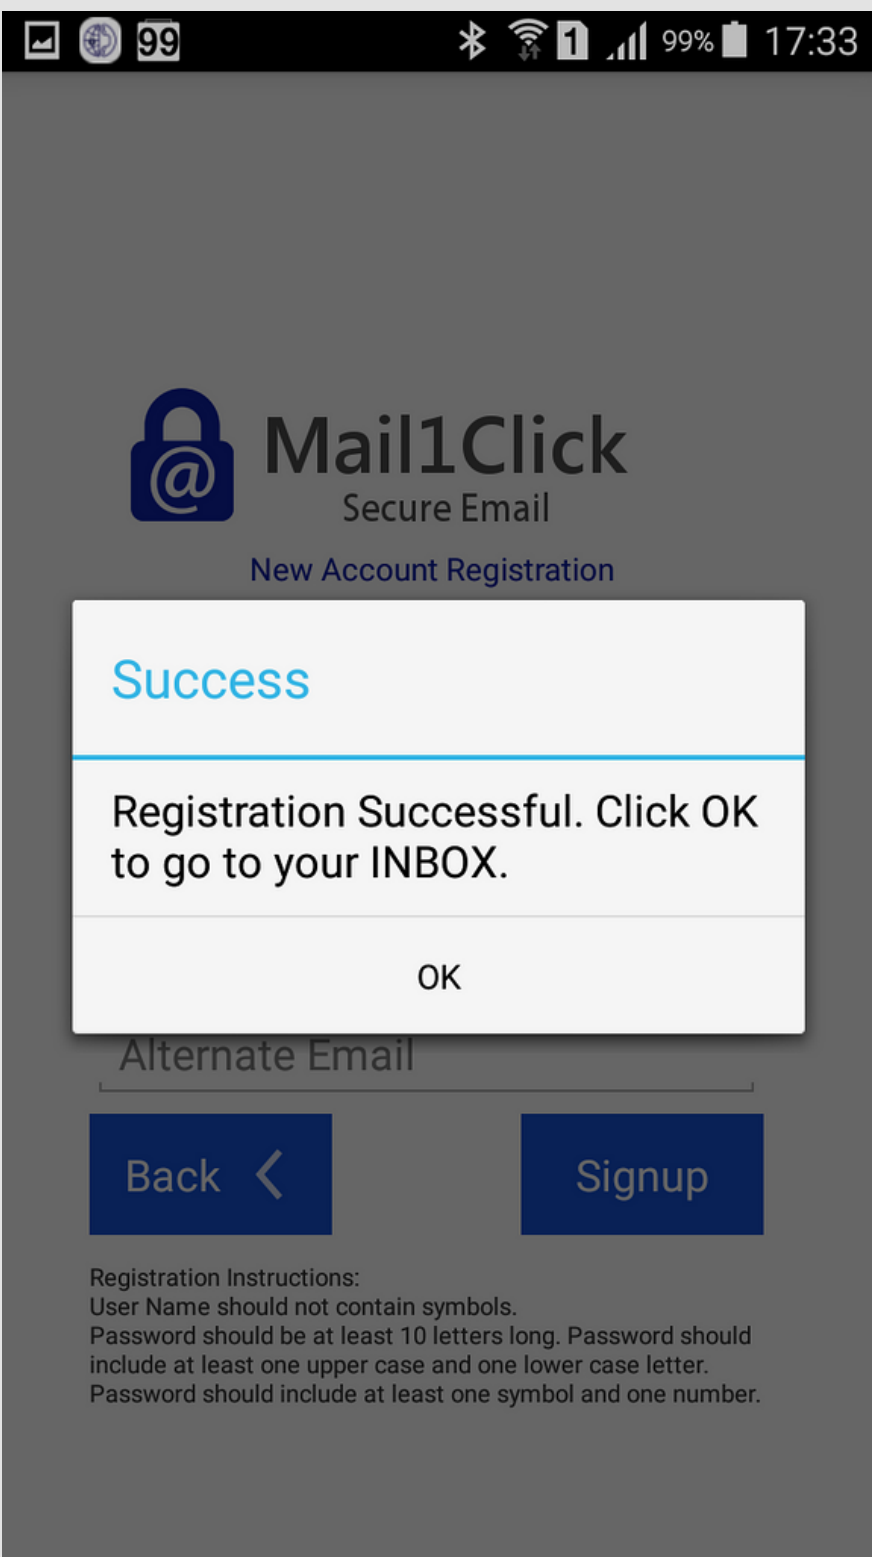 99 1 99% 17:33
@ Mail1Click
Secure Email
New Account Registration
Success
Registration Successful. Click OK
to go to your INBOX.
OK
Alternate Email
Back Signup
Registration Instructions:
User Name should not contain symbols.
Password should be at least 10 letters long. Password should
include at least one upper case and one lower case letter.
Password should include at least one symbol and one number.